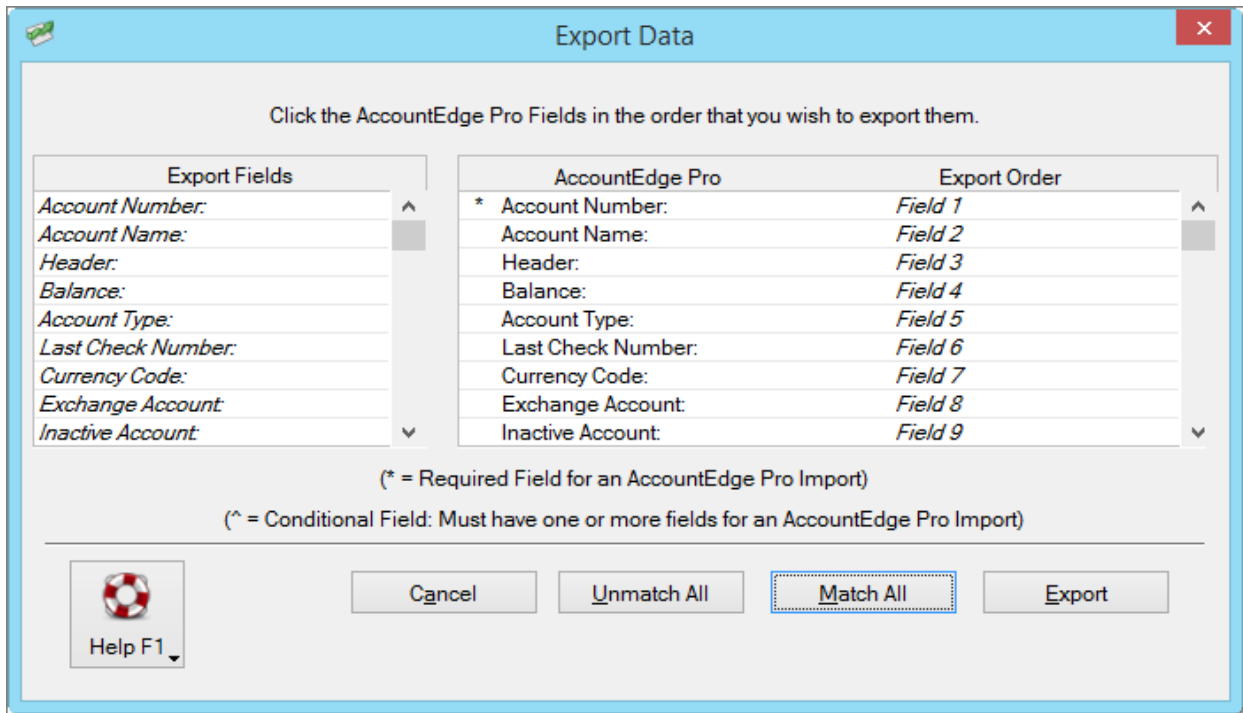 Export Data
Click the AccountEdge Pro Fields in the order that you wish to export them.
Export Fields
Account Number:
Account Name:
Header:
Balance:
Account Type:
Last Check Number:
Currency Code:
Exchange Account:
Inactive Account:
AccountEdge Pro Export Order
* Account Number: Field 1
Account Name: Field 2
Header: Field 3
Balance: Field 4
Account Type: Field 5
Last Check Number: Field 6
Currency Code: Field 7
Exchange Account: Field 8
Inactive Account: Field 9
(* = Required Field for an AccountEdge Pro Import)
(^ = Conditional Field: Must have one or more fields for an AccountEdge Pro Import)
Help F1
Cancel Unmatch All Match All Export